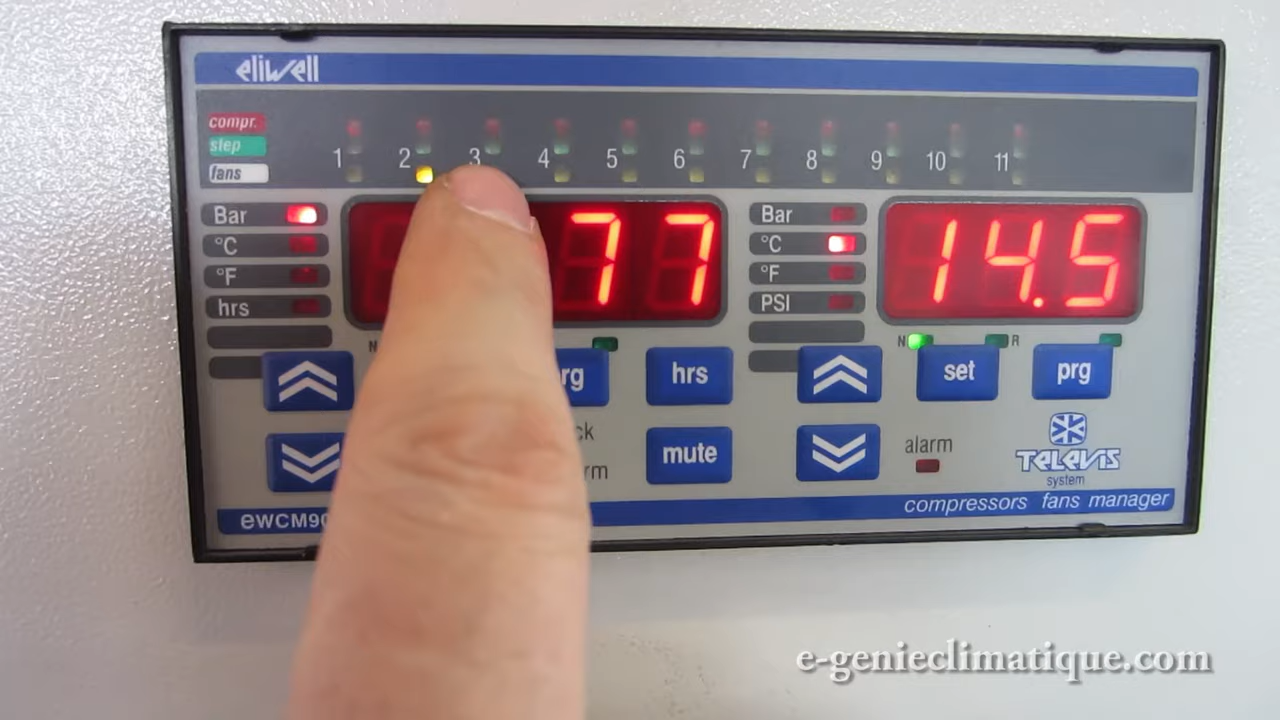 eliwell
compr.
step
fans
1 2 3 4 5 6 7 8 9 10 11
Bar
°C
°F
hrs
77
Bar
°C
°F
PSI
14.5
N
N R
set
prg
hrs
mute
alarm
TELEVIS
system
compressors fans manager
e-genieclimatique.com